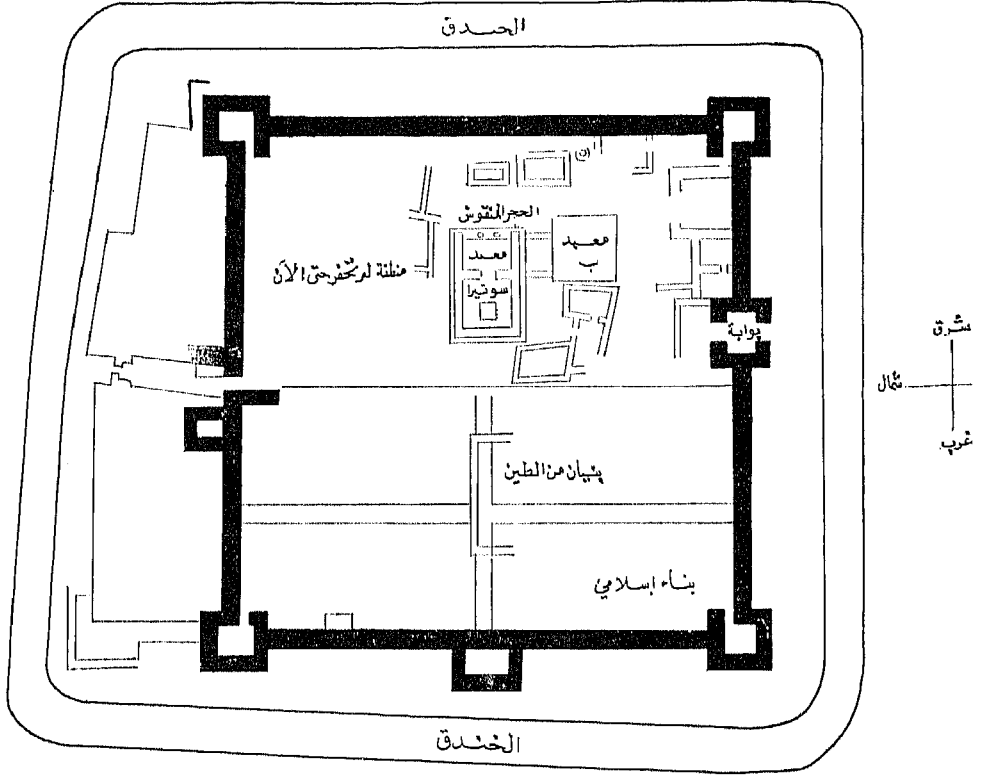 الخندق
الحجر المنقوش
معبد
سوتيرا
معبد
ب
منطقة لم تحفر حتى الآن
بوابة
شرق
شمال
غرب
بنيان من الطين
بناء إسلامي
الخندق